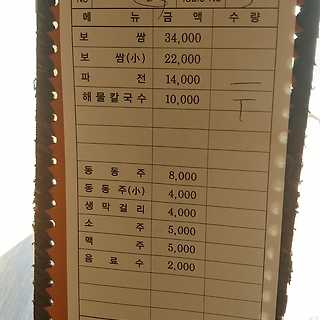 메 뉴 금 액 수 량
보 쌈 34,000
보 쌈(小) 22,000
파 전 14,000 一
해물칼국수 10,000 T
동 동 주 8,000
동 동 주(小) 4,000
생 막 걸 리 4,000
소 주 5,000
맥 주 5,000
음 료 수 2,000